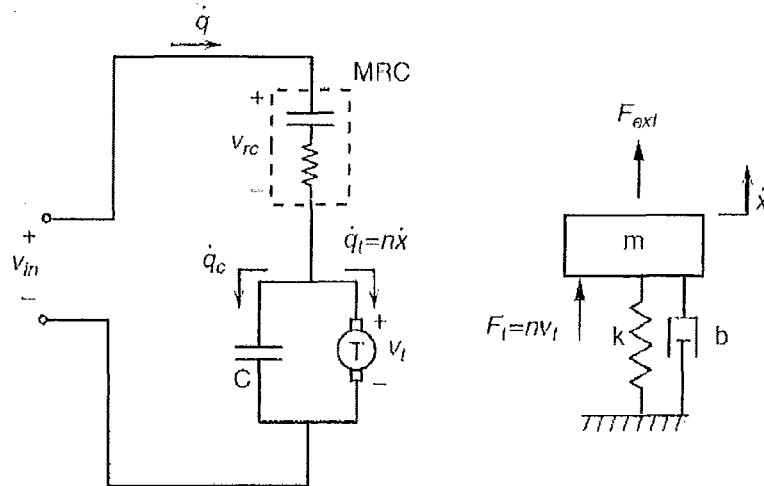 q̇
MRC
+
v_rc
−
+
v_in
−
q̇_c
q̇_t=nẋ
C
T
+
v_t
−
F_ext
ẋ
m
F_t=nv_t
k
b